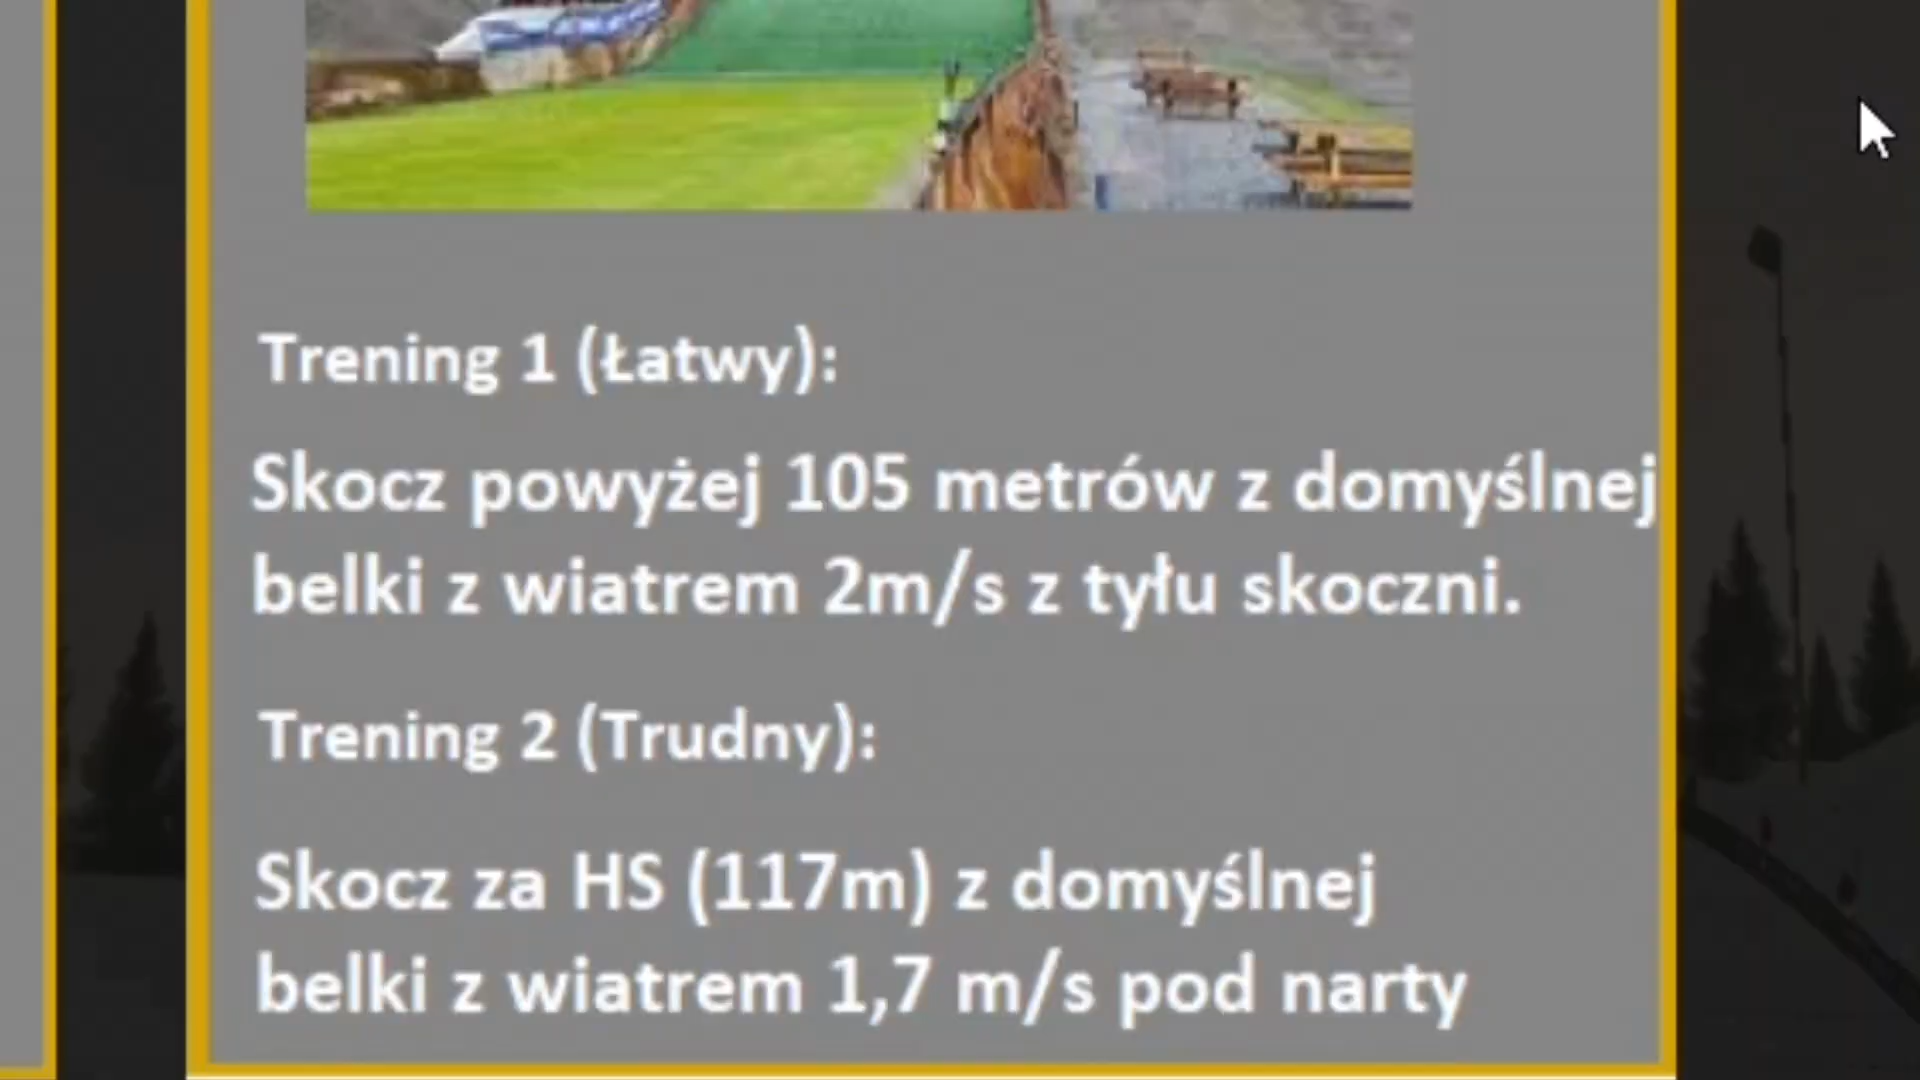 Trening 1 (Łatwy):
Skocz powyżej 105 metrów z domyślnej
belki z wiatrem 2m/s z tyłu skoczni.
Trening 2 (Trudny):
Skocz za HS (117m) z domyślnej
belki z wiatrem 1,7 m/s pod narty